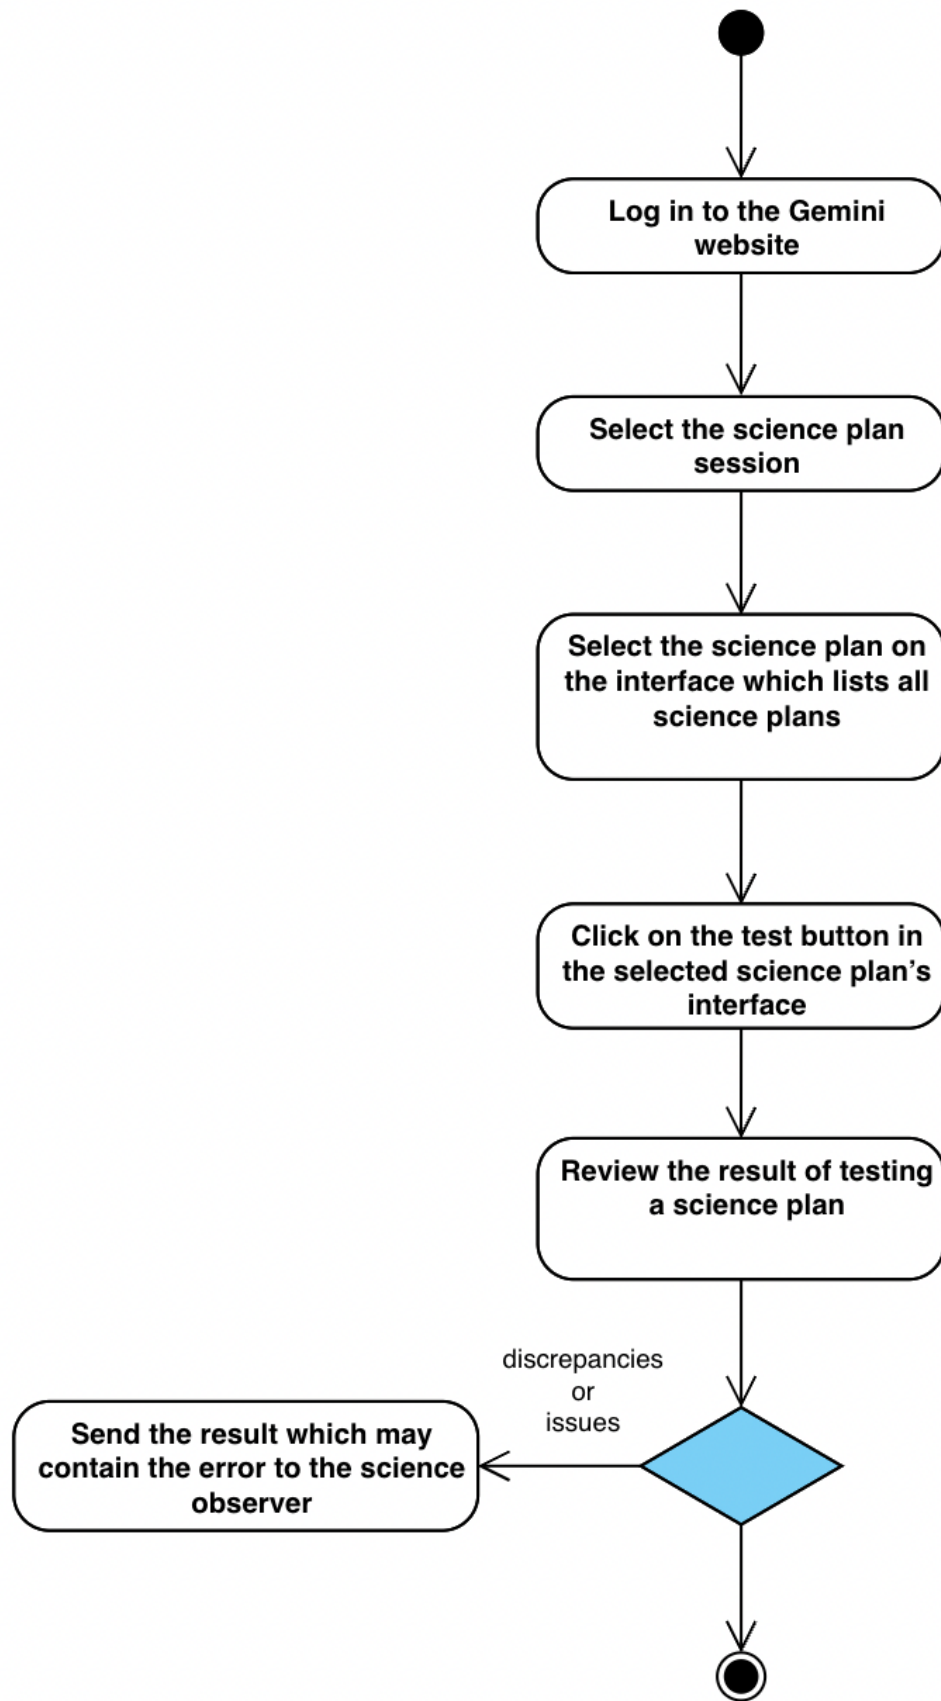 Log in to the Gemini
website
Select the science plan
session
Select the science plan on
the interface which lists all
science plans
Click on the test button in
the selected science plan’s
interface
Review the result of testing
a science plan
discrepancies
or
issues
Send the result which may
contain the error to the science
observer